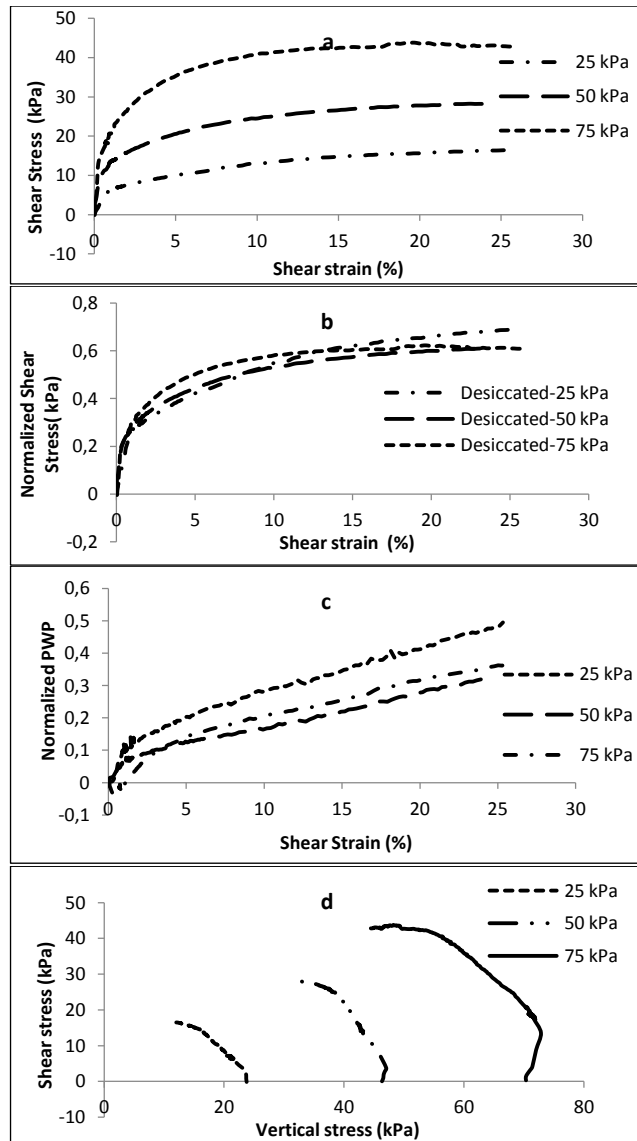 a
50
40
30
20
10
0
-10
Shear Stress (kPa)
0 5 10 15 20 25 30
Shear strain (%)
25 kPa
50 kPa
75 kPa
b
0,8
0,6
0,4
0,2
0
-0,2
Normalized Shear
Stress( kPa)
0 5 10 15 20 25 30
Shear strain (%)
Desiccated-25 kPa
Desiccated-50 kPa
Desiccated-75 kPa
c
0,6
0,5
0,4
0,3
0,2
0,1
0
-0,1
Normalized PWP
0 5 10 15 20 25 30
Shear Strain (%)
25 kPa
50 kPa
75 kPa
d
50
40
30
20
10
0
-10
Shear stress (kPa)
0 20 40 60 80
Vertical stress (kPa)
25 kPa
50 kPa
75 kPa